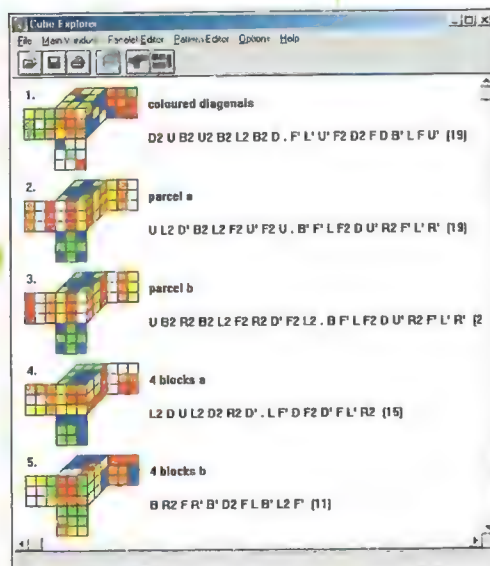 Cube Explorer
File Main Window Facelet Editor Pattern Editor Options Help
1.
coloured diagonals
D2 U B2 U2 B2 L2 B2 D . F' L' U' F2 D2 F D B' L F U' (19)
2.
parcel a
U L2 D' B2 L2 F2 U' F2 U . B' F' L F2 D U' R2 F' L' R' (19)
3.
parcel b
U B2 R2 B2 L2 F2 R2 D' F2 L2 . B F' L F2 D U' R2 F' L' R' (2
4.
4 blocks a
L2 D U L2 D2 R2 D' . L F' D F2 D' F L' R2 (15)
5.
4 blocks b
B R2 F R' B' D2 F L B' L2 F' (11)